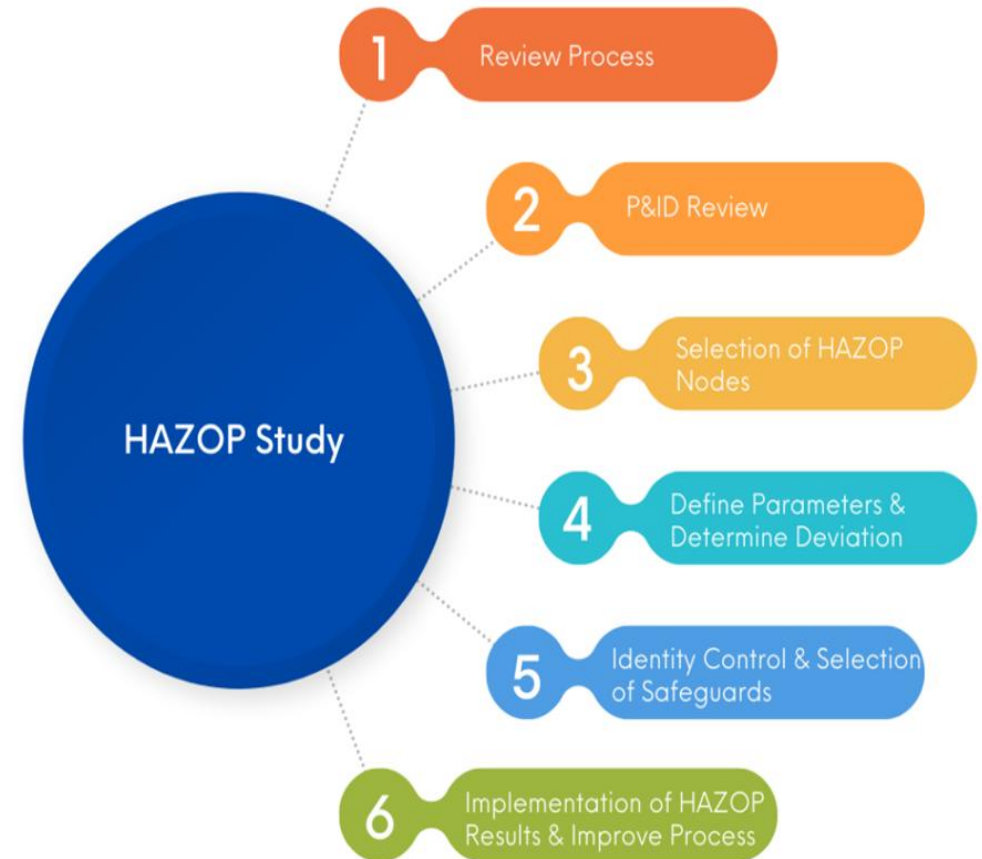 1
Review Process
2
P&ID Review
3
Selection of HAZOP
Nodes
HAZOP Study
4
Define Parameters &
Determine Deviation
5
Identity Control & Selection
of Safeguards
6
Implementation of HAZOP
Results & Improve Process